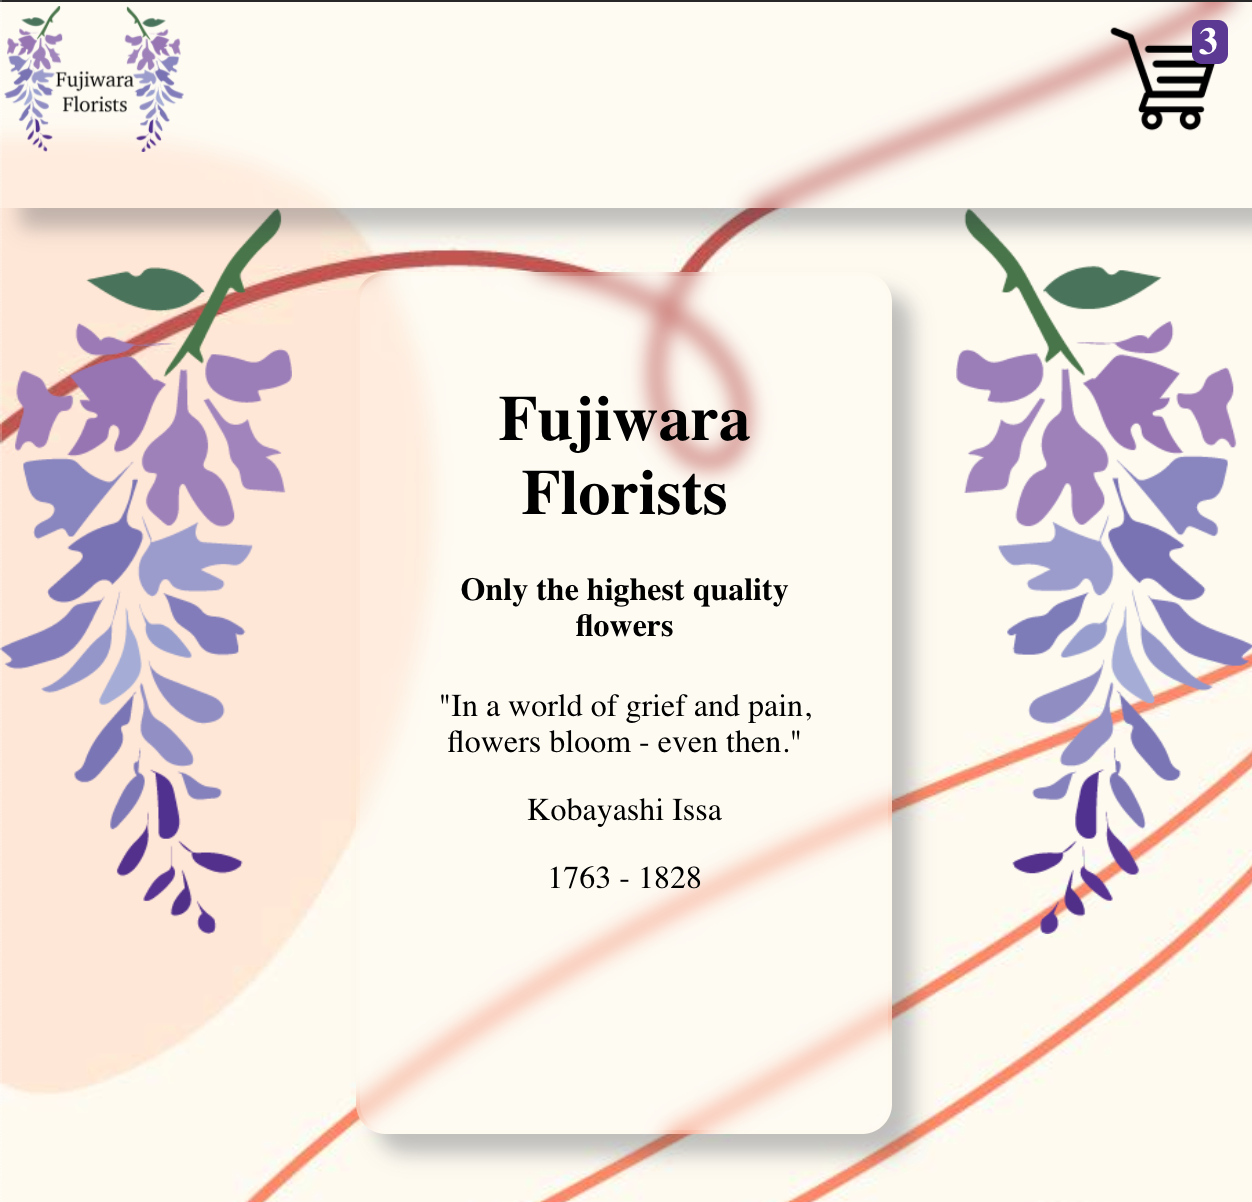 Fujiwara
Florists
3
Fujiwara
Florists
Only the highest quality
flowers
"In a world of grief and pain,
flowers bloom - even then."
Kobayashi Issa
1763 - 1828